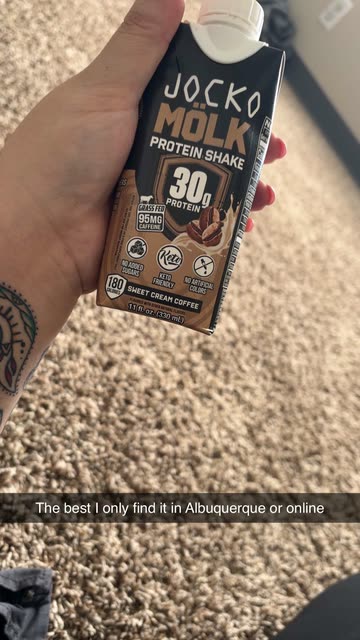 JOCKO
MÖLK
PROTEIN SHAKE
30g
PROTEIN
GRASS FED
95MG
CAFFEINE
NO ADDED
SUGARS
Keto
KETO
FRIENDLY
NO ARTIFICIAL
COLORS
180
SWEET CREAM COFFEE
11 fl oz (330 mL)
The best I only find it in Albuquerque or online